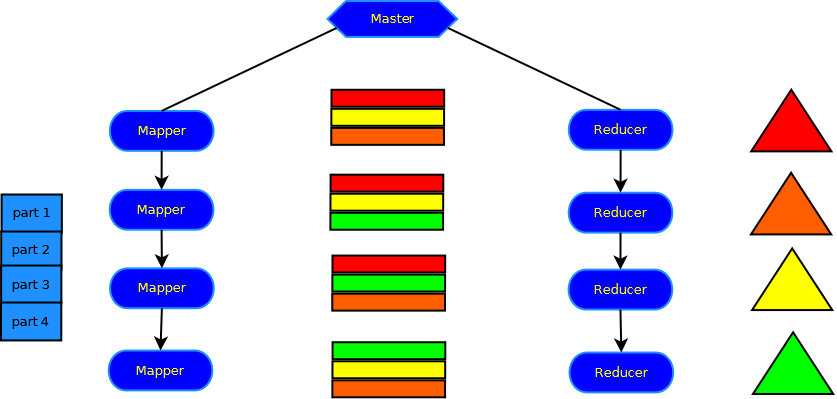 Master
Mapper
Reducer
Mapper
Reducer
part 1
part 2
part 3
Mapper
Reducer
part 4
Mapper
Reducer